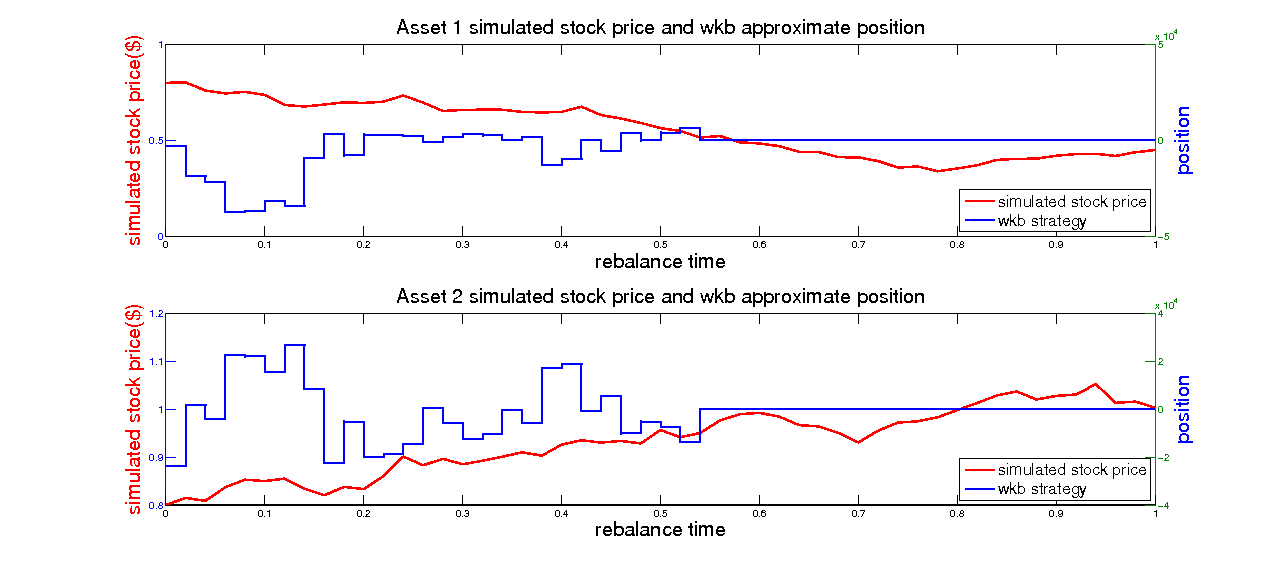 Asset 1 simulated stock price and wkb approximate position
simulated stock price($)
1
0.5
0
x 10^4
5
0
-5
position
simulated stock price
wkb strategy
0 0.1 0.2 0.3 0.4 0.5 0.6 0.7 0.8 0.9 1
rebalance time
Asset 2 simulated stock price and wkb approximate position
simulated stock price($)
1.2
1.1
1
0.9
0.8
x 10^4
4
2
0
-2
-4
position
simulated stock price
wkb strategy
0 0.1 0.2 0.3 0.4 0.5 0.6 0.7 0.8 0.9 1
rebalance time